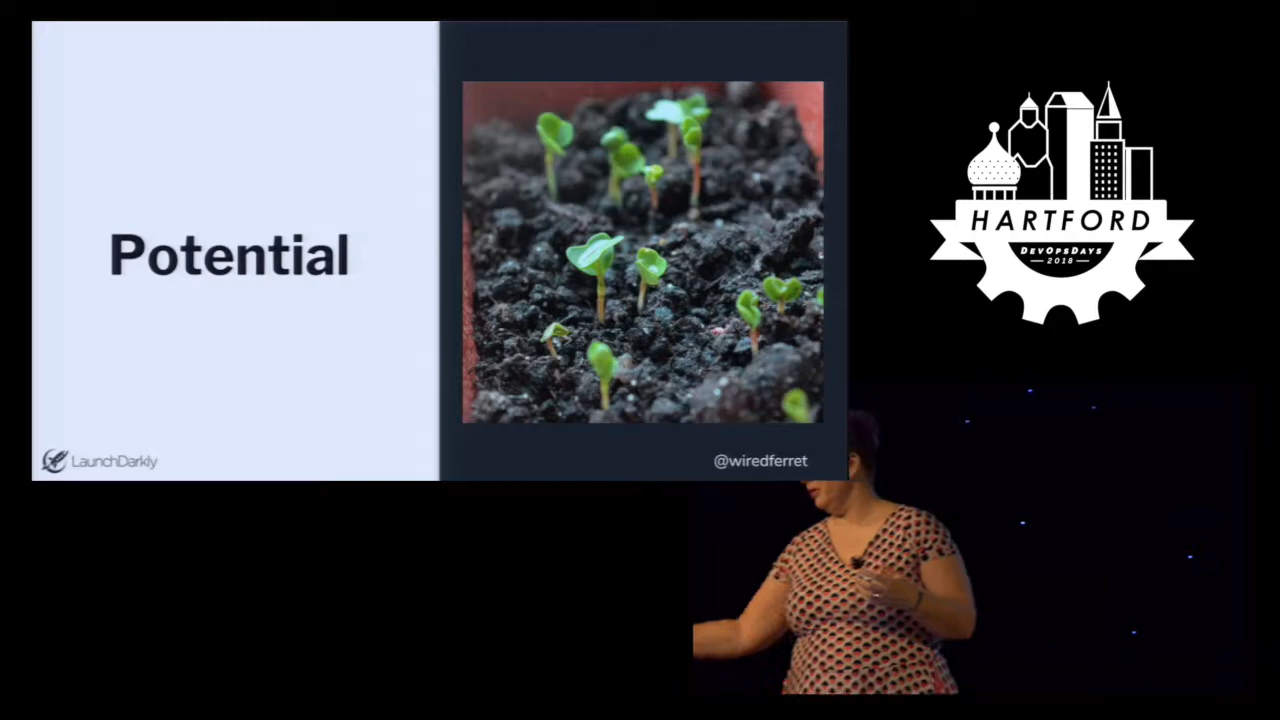 Potential
LaunchDarkly
@wiredferret
HARTFORD
DEVOPSDAYS
— 2018 —